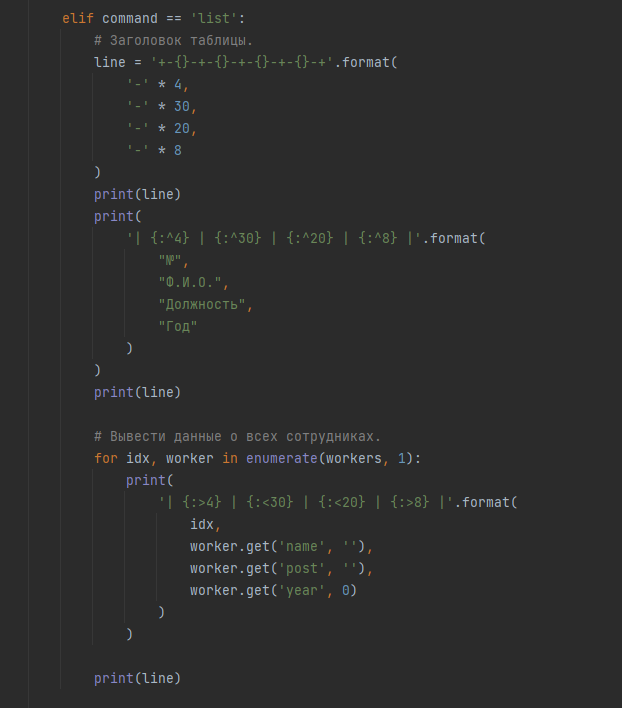 elif command == 'list':
# Заголовок таблицы.
line = '+-{}-+-{}-+-{}-+-{}-+'.format(
'-' * 4,
'-' * 30,
'-' * 20,
'-' * 8
)
print(line)
print(
'| {:^4} | {:^30} | {:^20} | {:^8} |'.format(
"№",
"Ф.И.О.",
"Должность",
"Год"
)
)
print(line)
# Вывести данные о всех сотрудниках.
for idx, worker in enumerate(workers, 1):
print(
'| {:>4} | {:<30} | {:<20} | {:>8} |'.format(
idx,
worker.get('name', ''),
worker.get('post', ''),
worker.get('year', 0)
)
)
print(line)